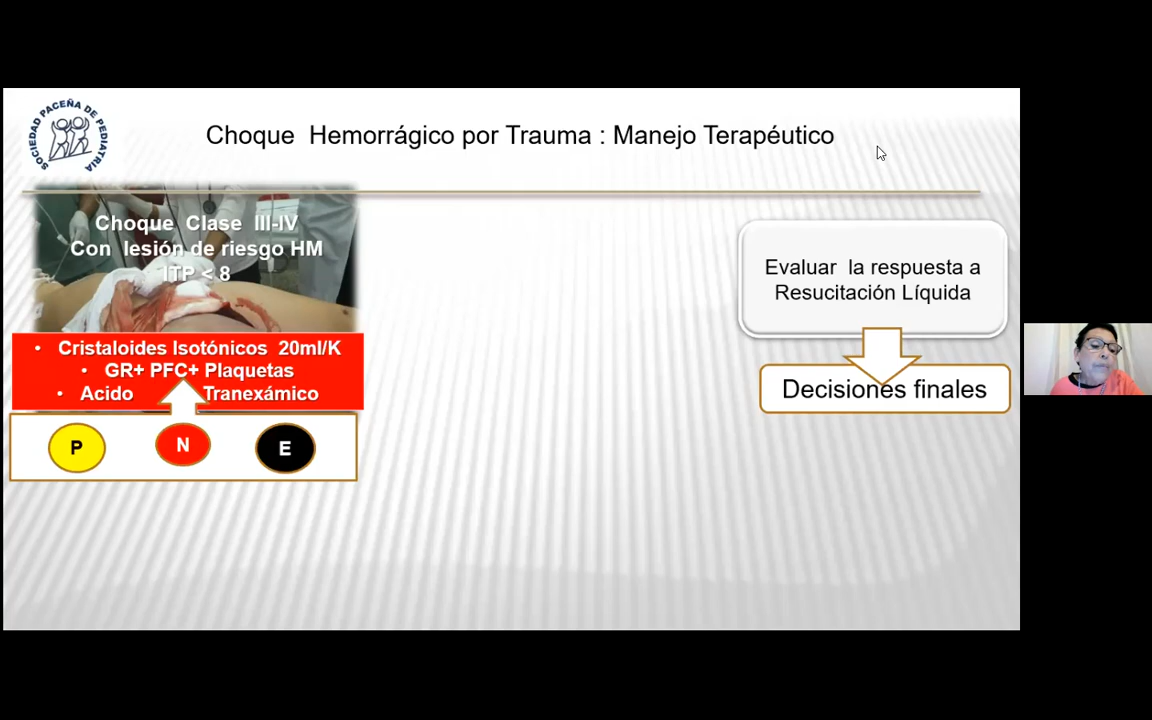 SOCIEDAD PACEÑA DE PEDIATRIA
Choque Hemorrágico por Trauma : Manejo Terapéutico
Choque Clase III-IV
Con lesión de riesgo HM
ITP < 8
• Cristaloides Isotónicos 20ml/K
• GR+ PFC+ Plaquetas
• Acido Tranexámico
P N E
Evaluar la respuesta a
Resucitación Líquida
Decisiones finales